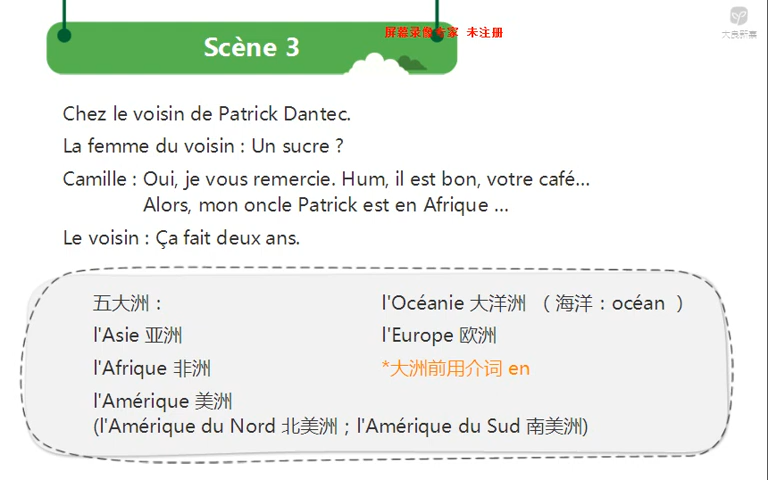 Scène 3
屏幕录像专家 未注册
大良新嘉
Chez le voisin de Patrick Dantec.
La femme du voisin : Un sucre ?
Camille : Oui, je vous remercie. Hum, il est bon, votre café...
Alors, mon oncle Patrick est en Afrique ...
Le voisin : Ça fait deux ans.
五大洲：
l'Asie 亚洲
l'Afrique 非洲
l'Amérique 美洲
(l'Amérique du Nord 北美洲；l'Amérique du Sud 南美洲)
l'Océanie 大洋洲 （ 海洋：océan ）
l'Europe 欧洲
*大洲前用介词 en